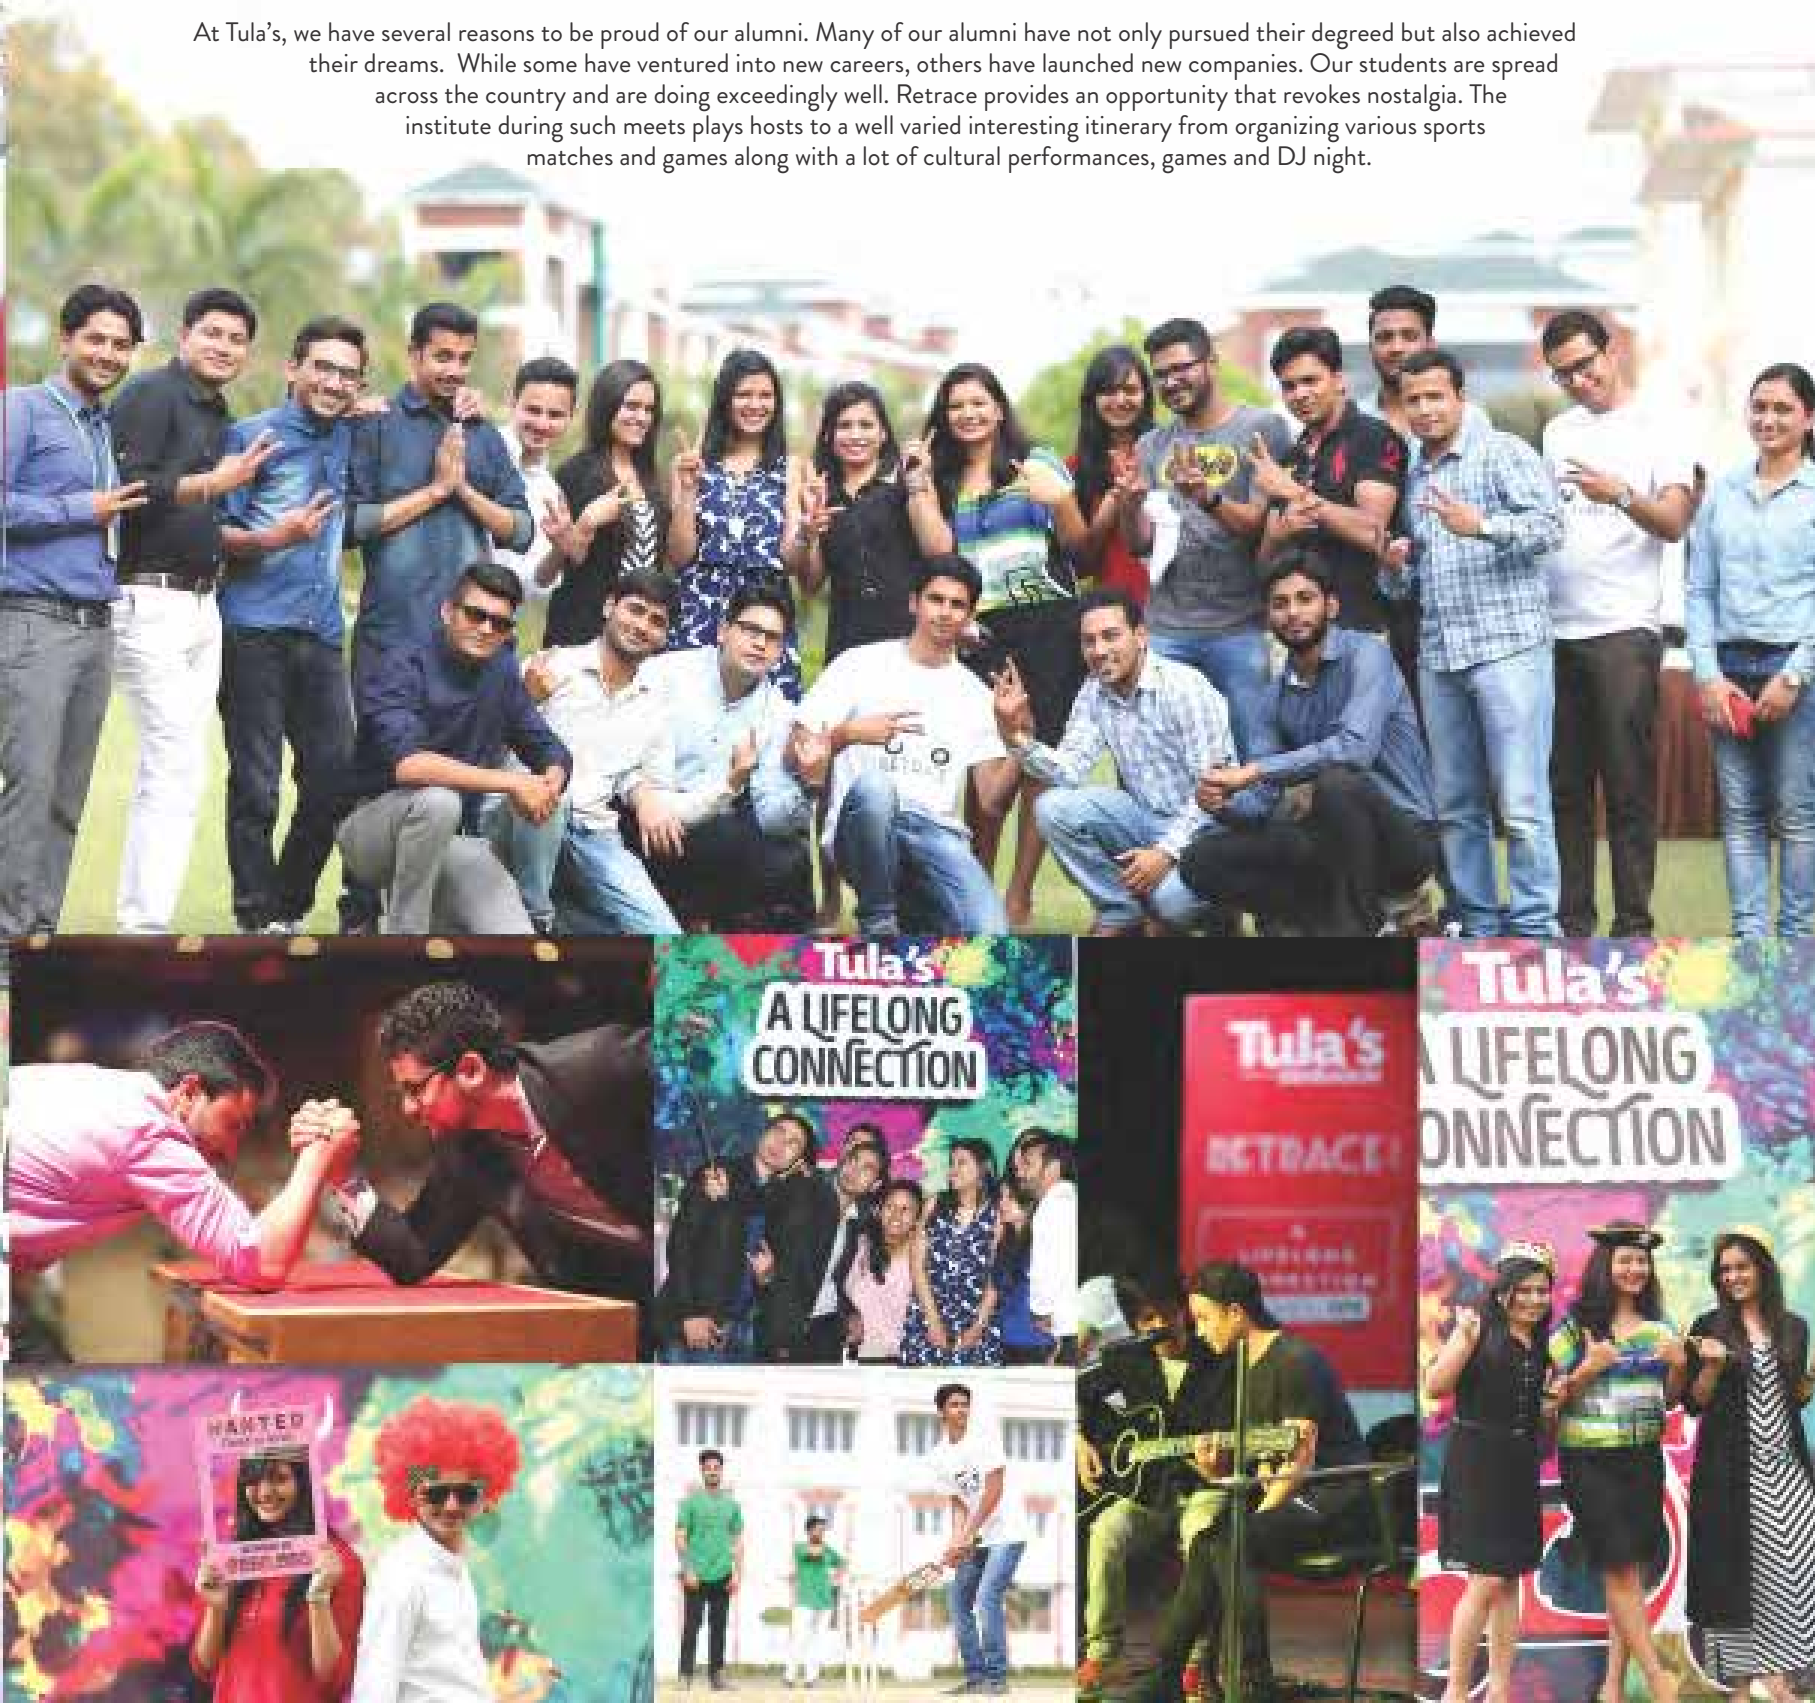 At Tula's, we have several reasons to be proud of our alumni. Many of our alumni have not only pursued their degreed but also achieved
their dreams.  While some have ventured into new careers, others have launched new companies. Our students are spread
across the country and are doing exceedingly well. Retrace provides an opportunity that revokes nostalgia. The
institute during such meets plays hosts to a well varied interesting itinerary from organizing various sports
matches and games along with a lot of cultural performances, games and DJ night.
Tula's
A LIFELONG
CONNECTION
Tula's
RETRACE
A
LIFELONG
Tula's
A LIFELONG
ONNECTION
WANTED